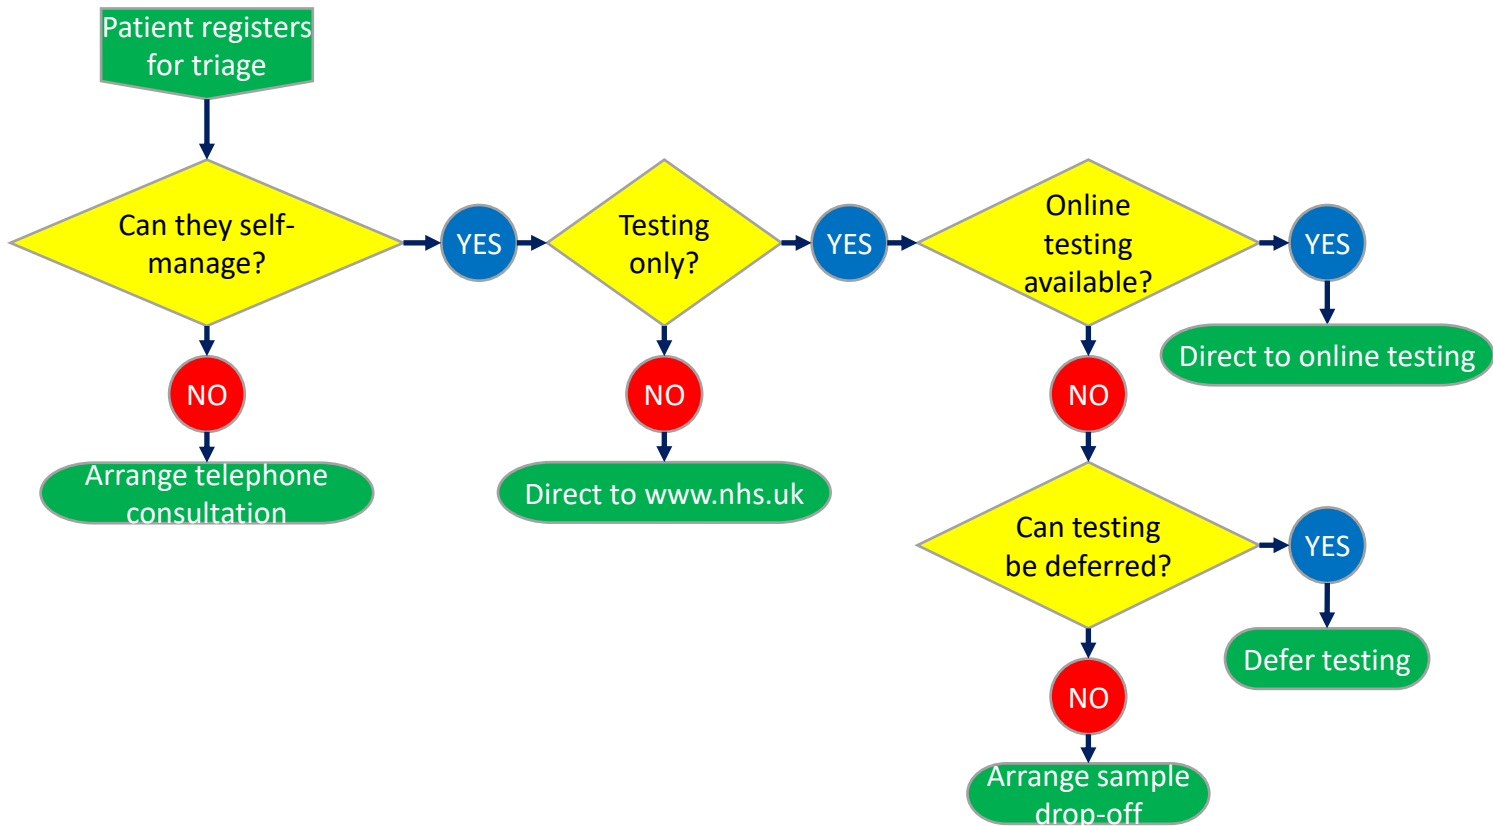 Patient registers
for triage
Can they self-
manage?
YES
Testing
only?
YES
Online
testing
available?
YES
Direct to online testing
NO
NO
NO
Arrange telephone
consultation
Direct to www.nhs.uk
Can testing
be deferred?
YES
Defer testing
NO
Arrange sample
drop-off